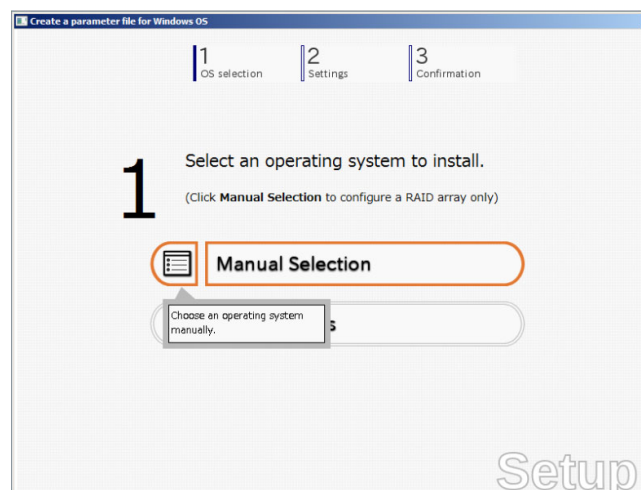 Create a parameter file for Windows OS
1
OS selection
2
Settings
3
Confirmation
1
Select an operating system to install.
(Click Manual Selection to configure a RAID array only)
Manual Selection
Choose an operating system
manually.
Setup